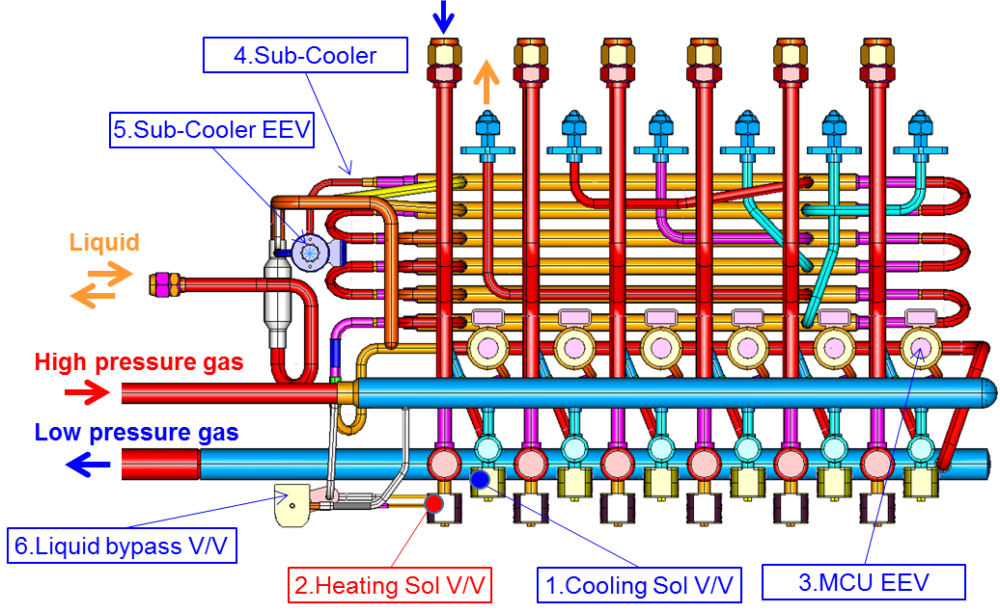 4.Sub-Cooler
5.Sub-Cooler EEV
Liquid
High pressure gas
Low pressure gas
6.Liquid bypass V/V
2.Heating Sol V/V
1.Cooling Sol V/V
3.MCU EEV